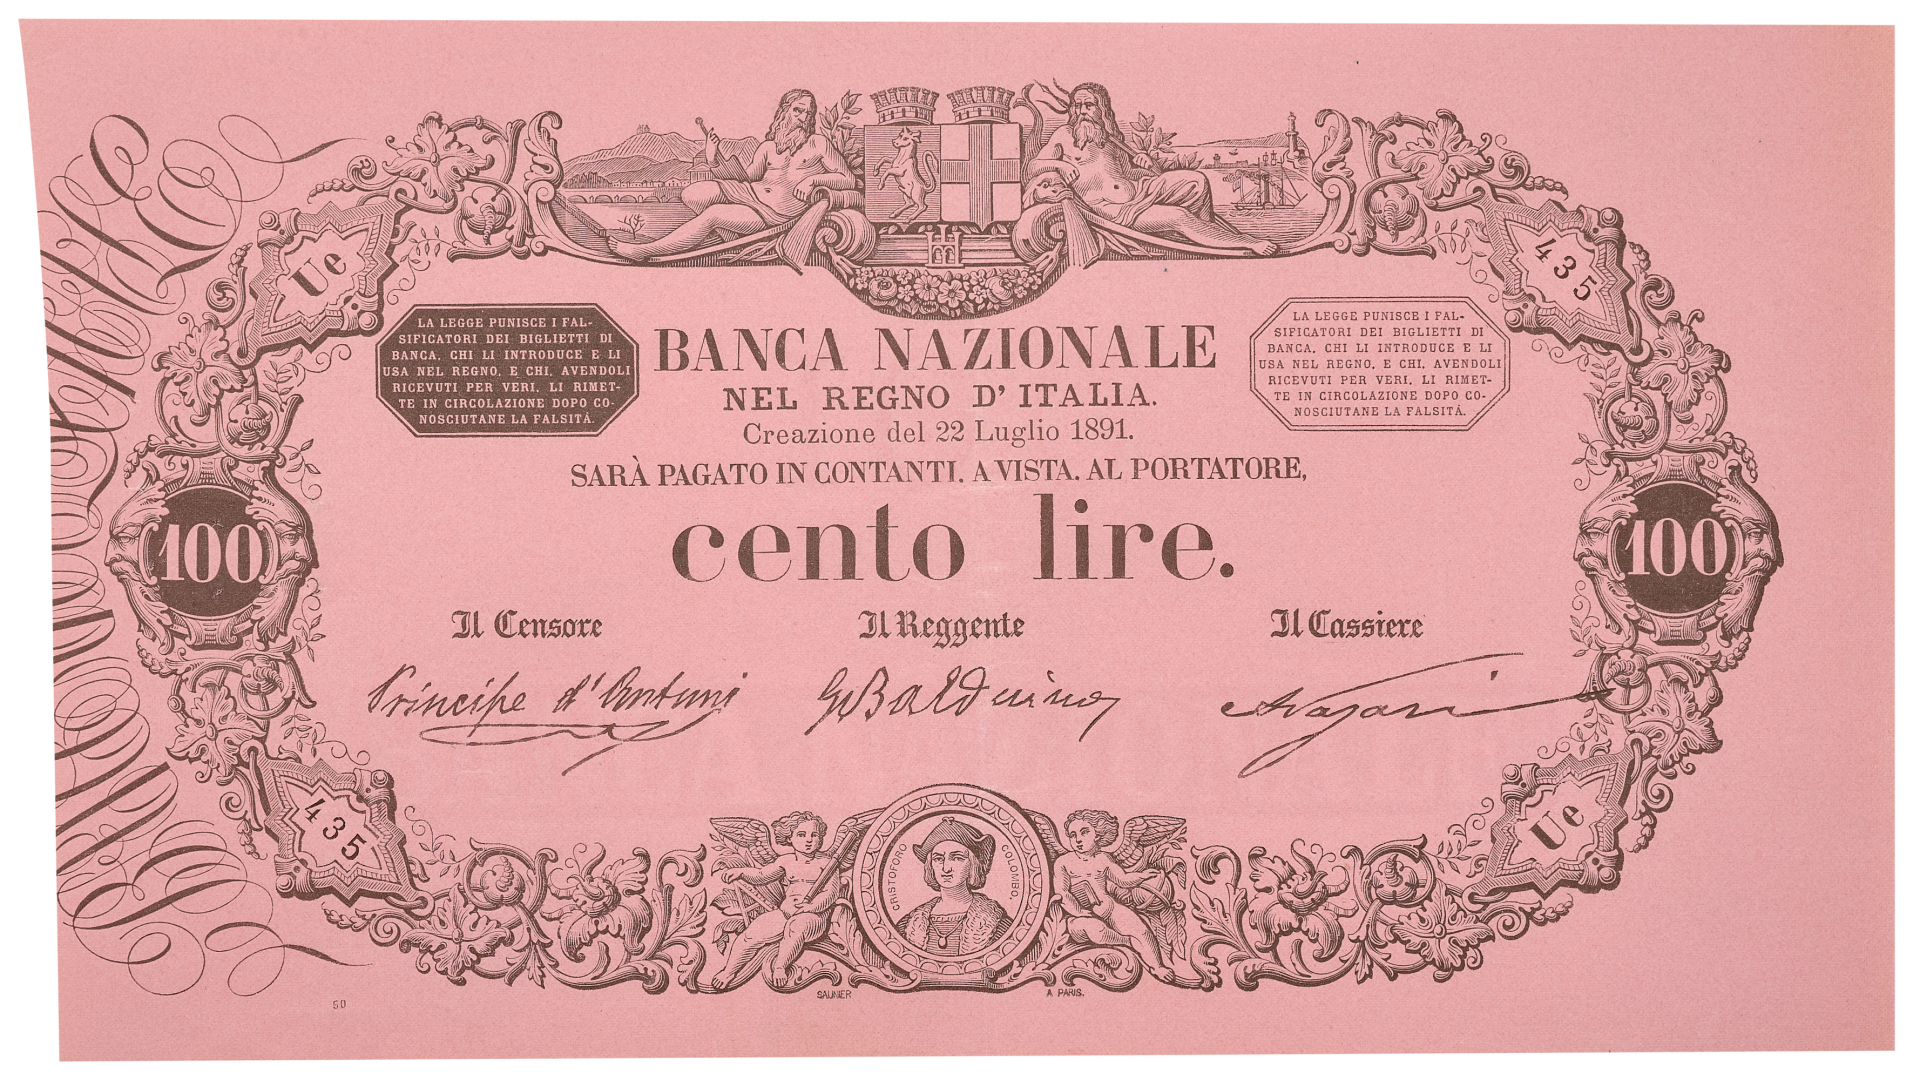 Ue
435
LA LEGGE PUNISCE I FAL-
SIFICATORI DEI BIGLIETTI DI
BANCA, CHI LI INTRODUCE E LI
USA NEL REGNO, E CHI, AVENDOLI
RICEVUTI PER VERI, LI RIMET-
TE IN CIRCOLAZIONE DOPO CO-
NOSCIUTANE LA FALSITÀ.
BANCA NAZIONALE
NEL REGNO D'ITALIA.
Creazione del 22 Luglio 1891.
LA LEGGE PUNISCE I FAL-
SIFICATORI DEI BIGLIETTI DI
BANCA, CHI LI INTRODUCE E LI
USA NEL REGNO, E CHI, AVENDOLI
RICEVUTI PER VERI, LI RIMET-
TE IN CIRCOLAZIONE DOPO CO-
NOSCIUTANE LA FALSITÀ.
SARÀ PAGATO IN CONTANTI, A VISTA, AL PORTATORE,
100
cento lire.
100
Il Censore
Il Reggente
Il Cassiere
Principe d'Antuni
G Balduino
435
Ue
CRISTOFORO COLOMBO.
SAUNIER
A PARIS.
50